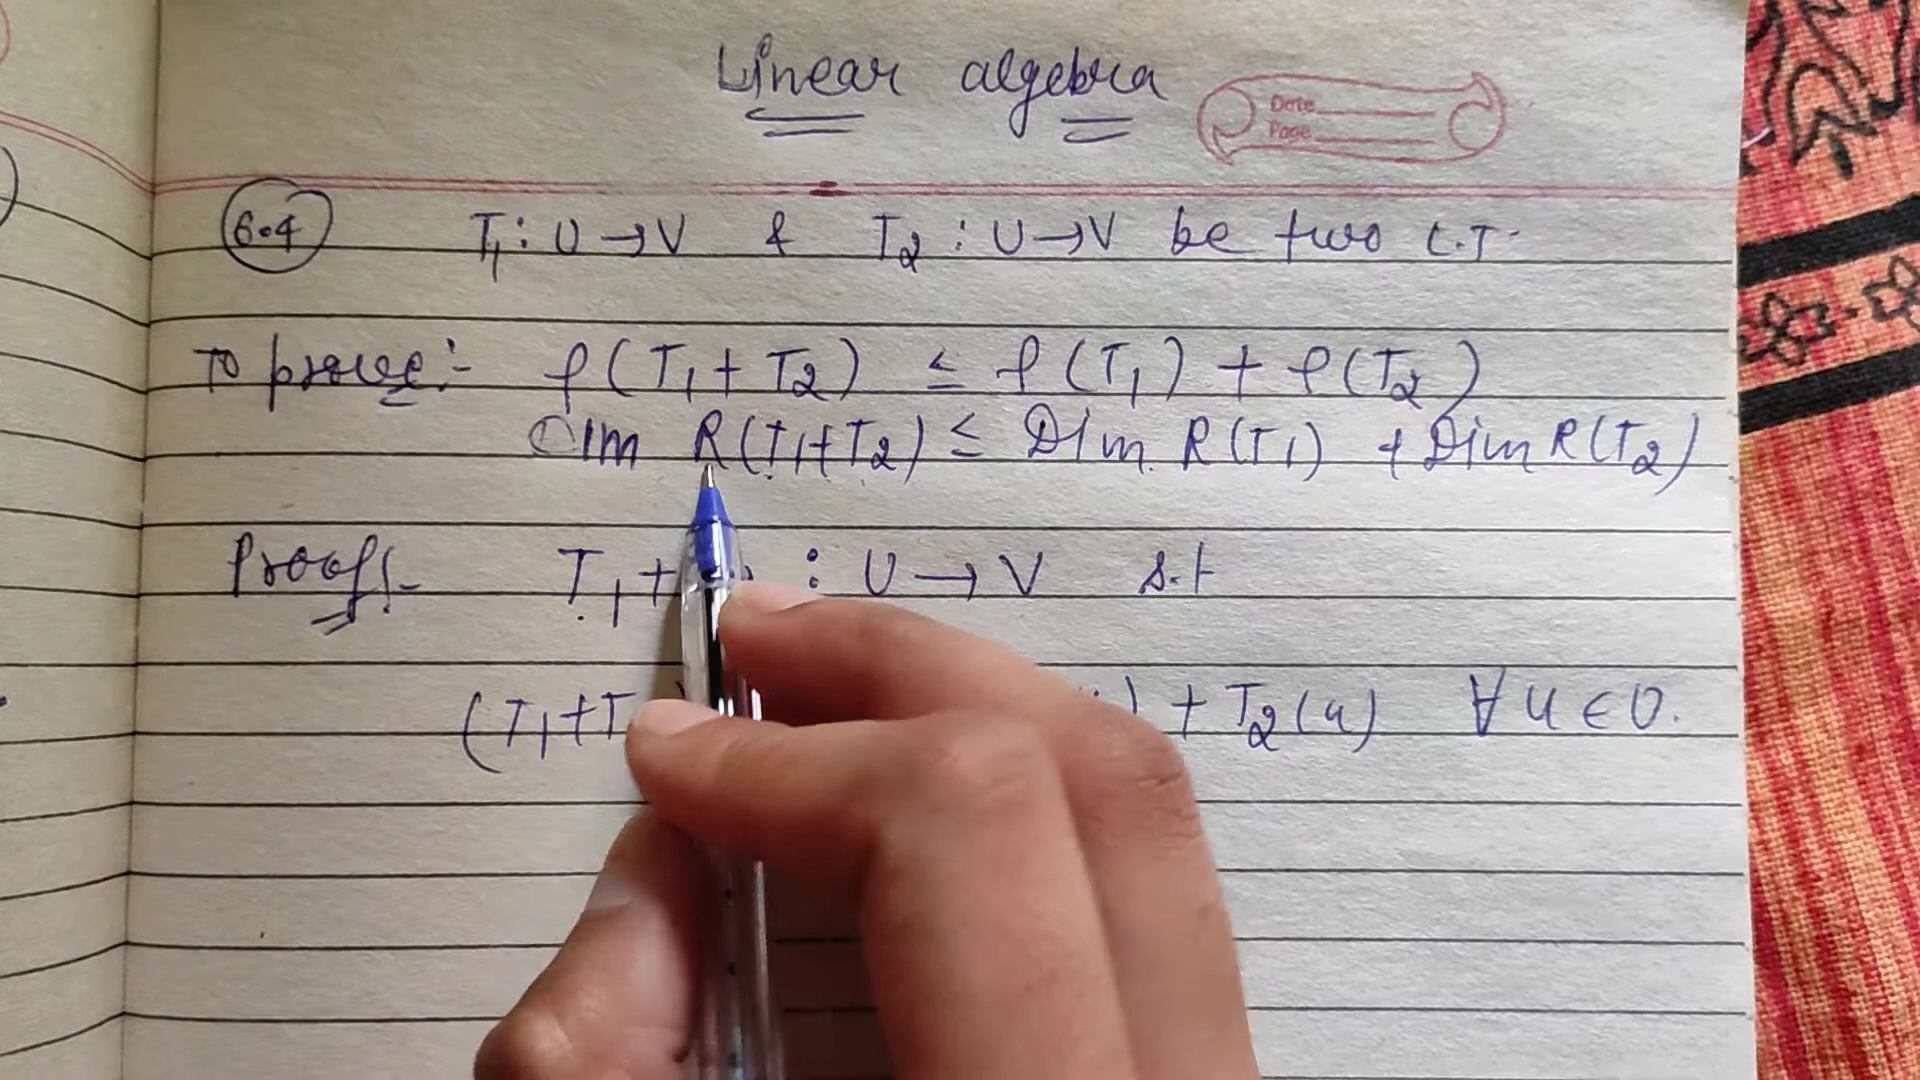 Linear algebra
Date
Page
6.4 T₁ : U → V & T₂ : U → V be two L.T.
To prove :- ρ(T₁ + T₂) ≤ ρ(T₁) + ρ(T₂)
Dim R(T₁+T₂) ≤ Dim R(T₁) + Dim R(T₂)
Proof :- T₁ + : U → V s.t
(T₁+T ) + T₂(u) ∀ u ∈ U.